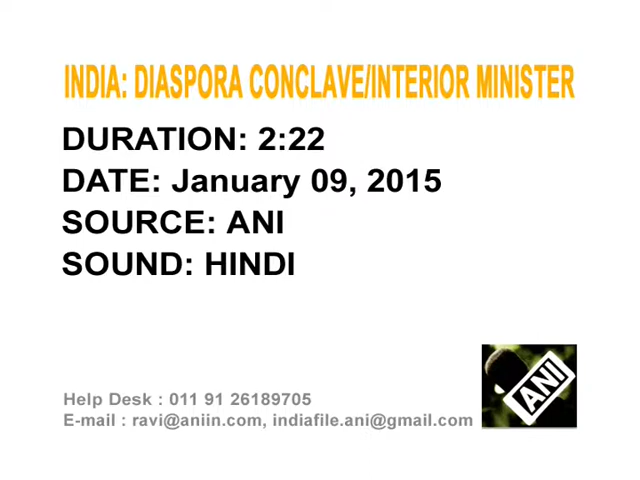 INDIA: DIASPORA CONCLAVE/INTERIOR MINISTER
DURATION: 2:22
DATE: January 09, 2015
SOURCE: ANI
SOUND: HINDI
Help Desk : 011 91 26189705
E-mail : ravi@aniin.com, indiafile.ani@gmail.com
ANI